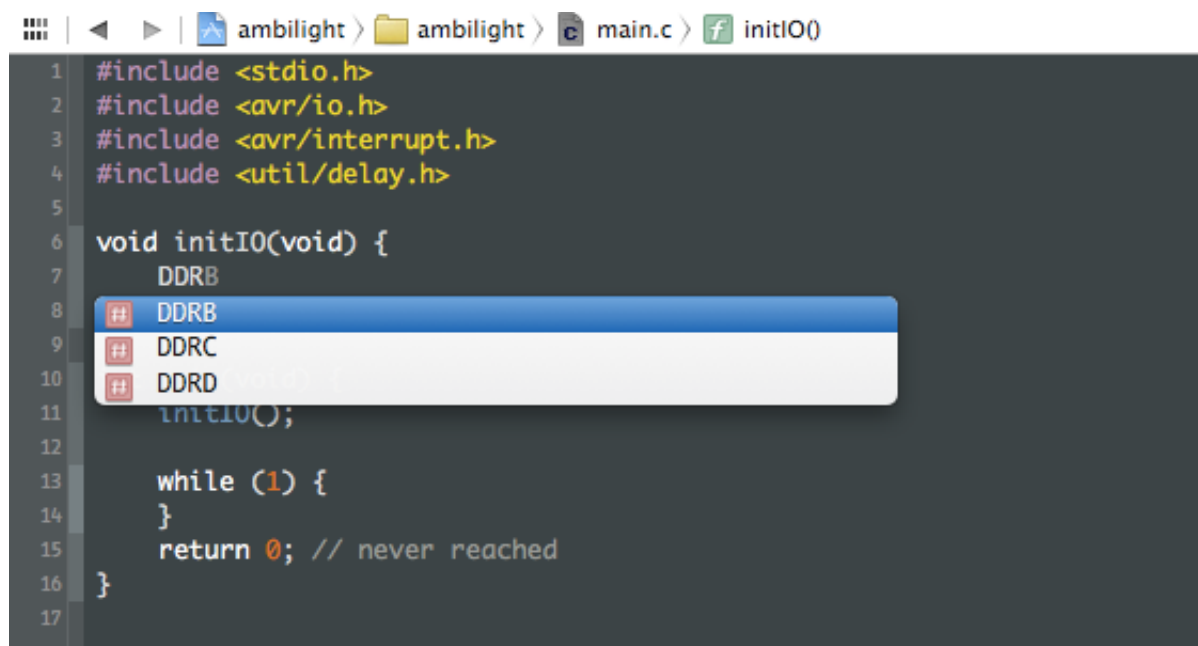 ambilight ambilight c main.c f initIO()
1 #include <stdio.h>
2 #include <avr/io.h>
3 #include <avr/interrupt.h>
4 #include <util/delay.h>
5
6 void initIO(void) {
7 DDRB
8 # DDRB
9 # DDRC
10 # DDRD (void) {
11 initIO();
12
13 while (1) {
14 }
15 return 0; // never reached
16 }
17